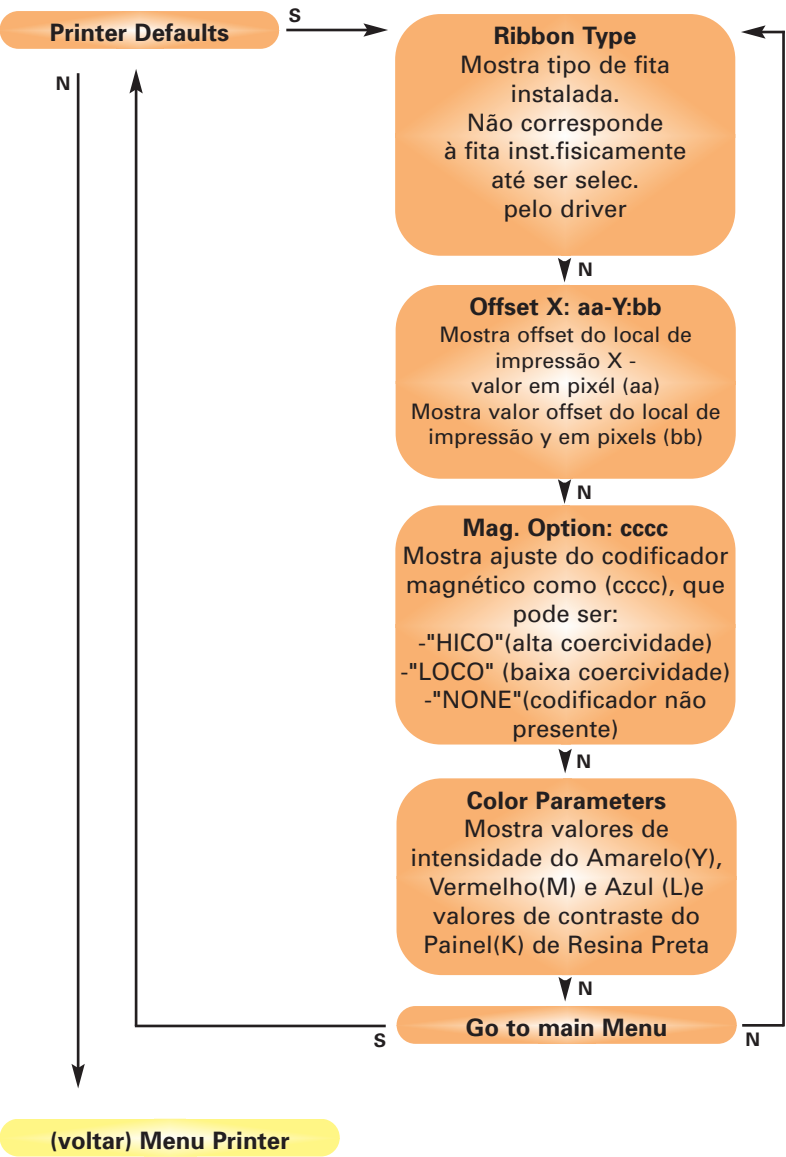 Printer Defaults
S
N
Ribbon Type
Mostra tipo de fita
instalada.
Não corresponde
à fita inst.fisicamente
até ser selec.
pelo driver
N
Offset X: aa-Y:bb
Mostra offset do local de
impressão X -
valor em pixél (aa)
Mostra valor offset do local de
impressão y em pixels (bb)
N
Mag. Option: cccc
Mostra ajuste do codificador
magnético como (cccc), que
pode ser:
-"HICO"(alta coercividade)
-"LOCO" (baixa coercividade)
-"NONE"(codificador não
presente)
N
Color Parameters
Mostra valores de
intensidade do Amarelo(Y),
Vermelho(M) e Azul (L)e
valores de contraste do
Painel(K) de Resina Preta
N
Go to main Menu
S
N
(voltar) Menu Printer